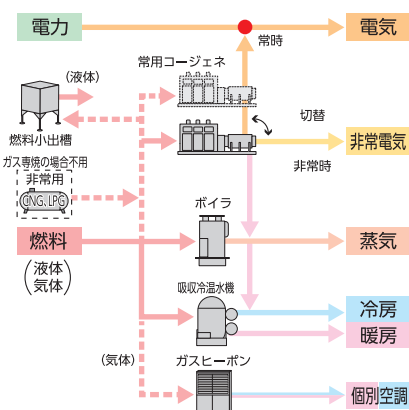 電力
電気
常時
常用コージェネ
(液体)
燃料小出槽
切替
非常電気
非常時
ガス専焼の場合不用
非常用
CNG、LPG
ボイラ
燃料
蒸気
(液体
気体)
吸収冷温水機
冷房
暖房
(気体)
ガスヒーポン
個別空調